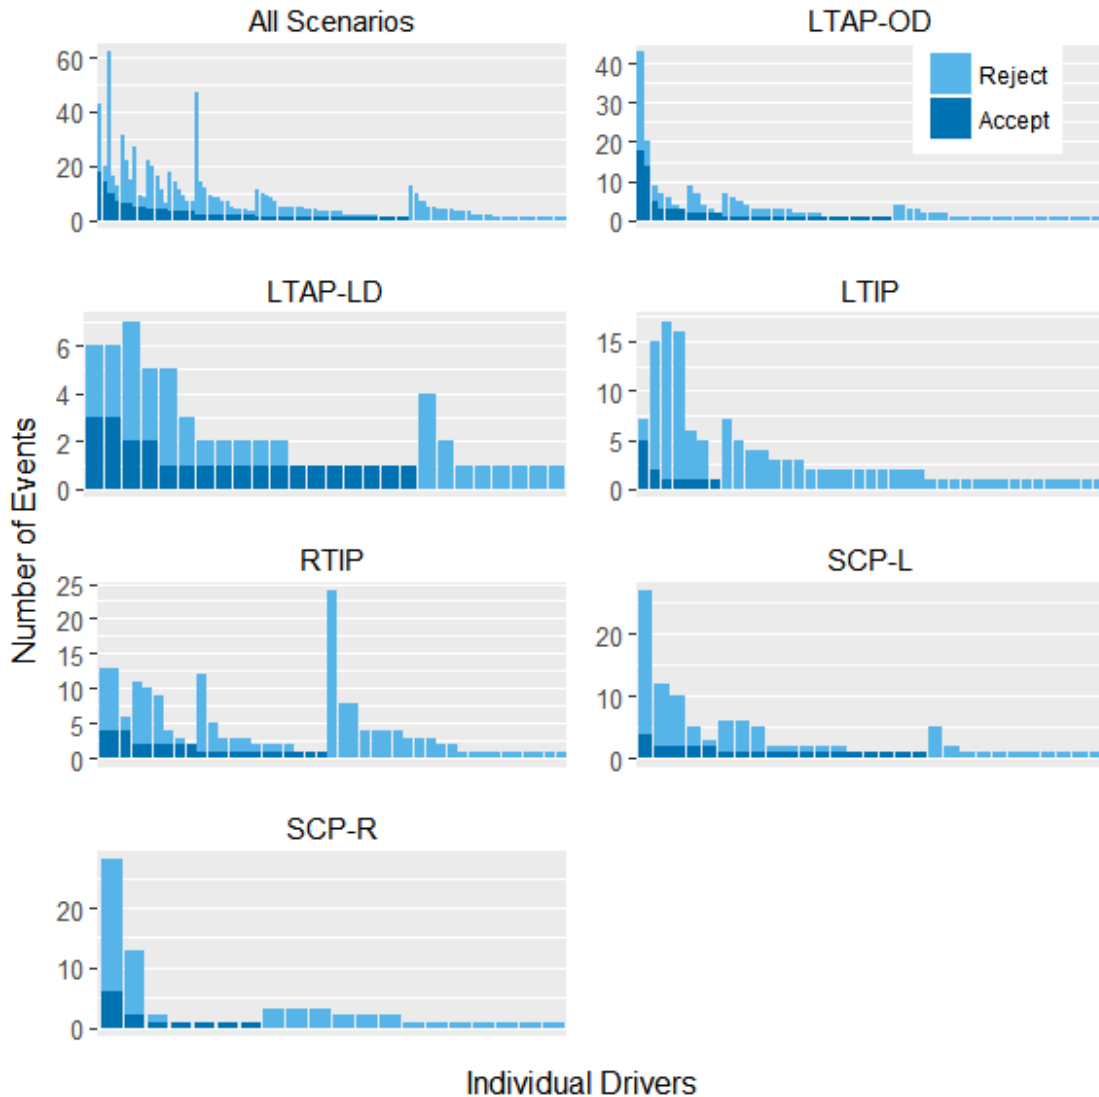 All Scenarios
60
40
20
0
LTAP-OD
40
30
20
10
0
Reject
Accept
LTAP-LD
6
4
2
0
LTIP
15
10
5
0
Number of Events
RTIP
25
20
15
10
5
0
SCP-L
20
10
0
SCP-R
20
10
0
Individual Drivers